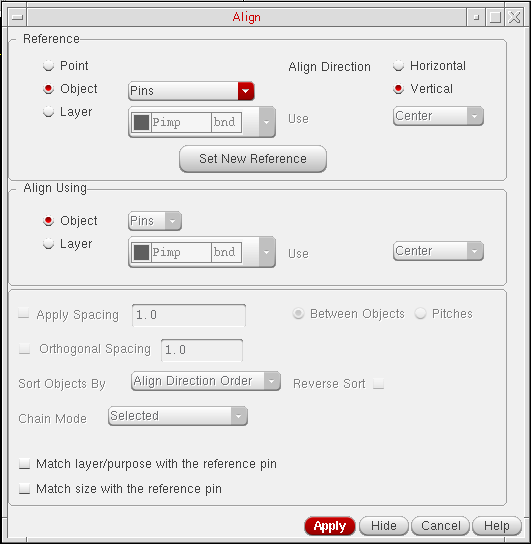 Align
Reference
Point
Align Direction
Horizontal
Object
Pins
Vertical
Layer
Pimp
bnd
Use
Center
Set New Reference
Align Using
Object
Pins
Layer
Pimp
bnd
Use
Center
Apply Spacing
1.0
Between Objects
Pitches
Orthogonal Spacing
1.0
Sort Objects By
Align Direction Order
Reverse Sort
Chain Mode
Selected
Match layer/purpose with the reference pin
Match size with the reference pin
Apply
Hide
Cancel
Help